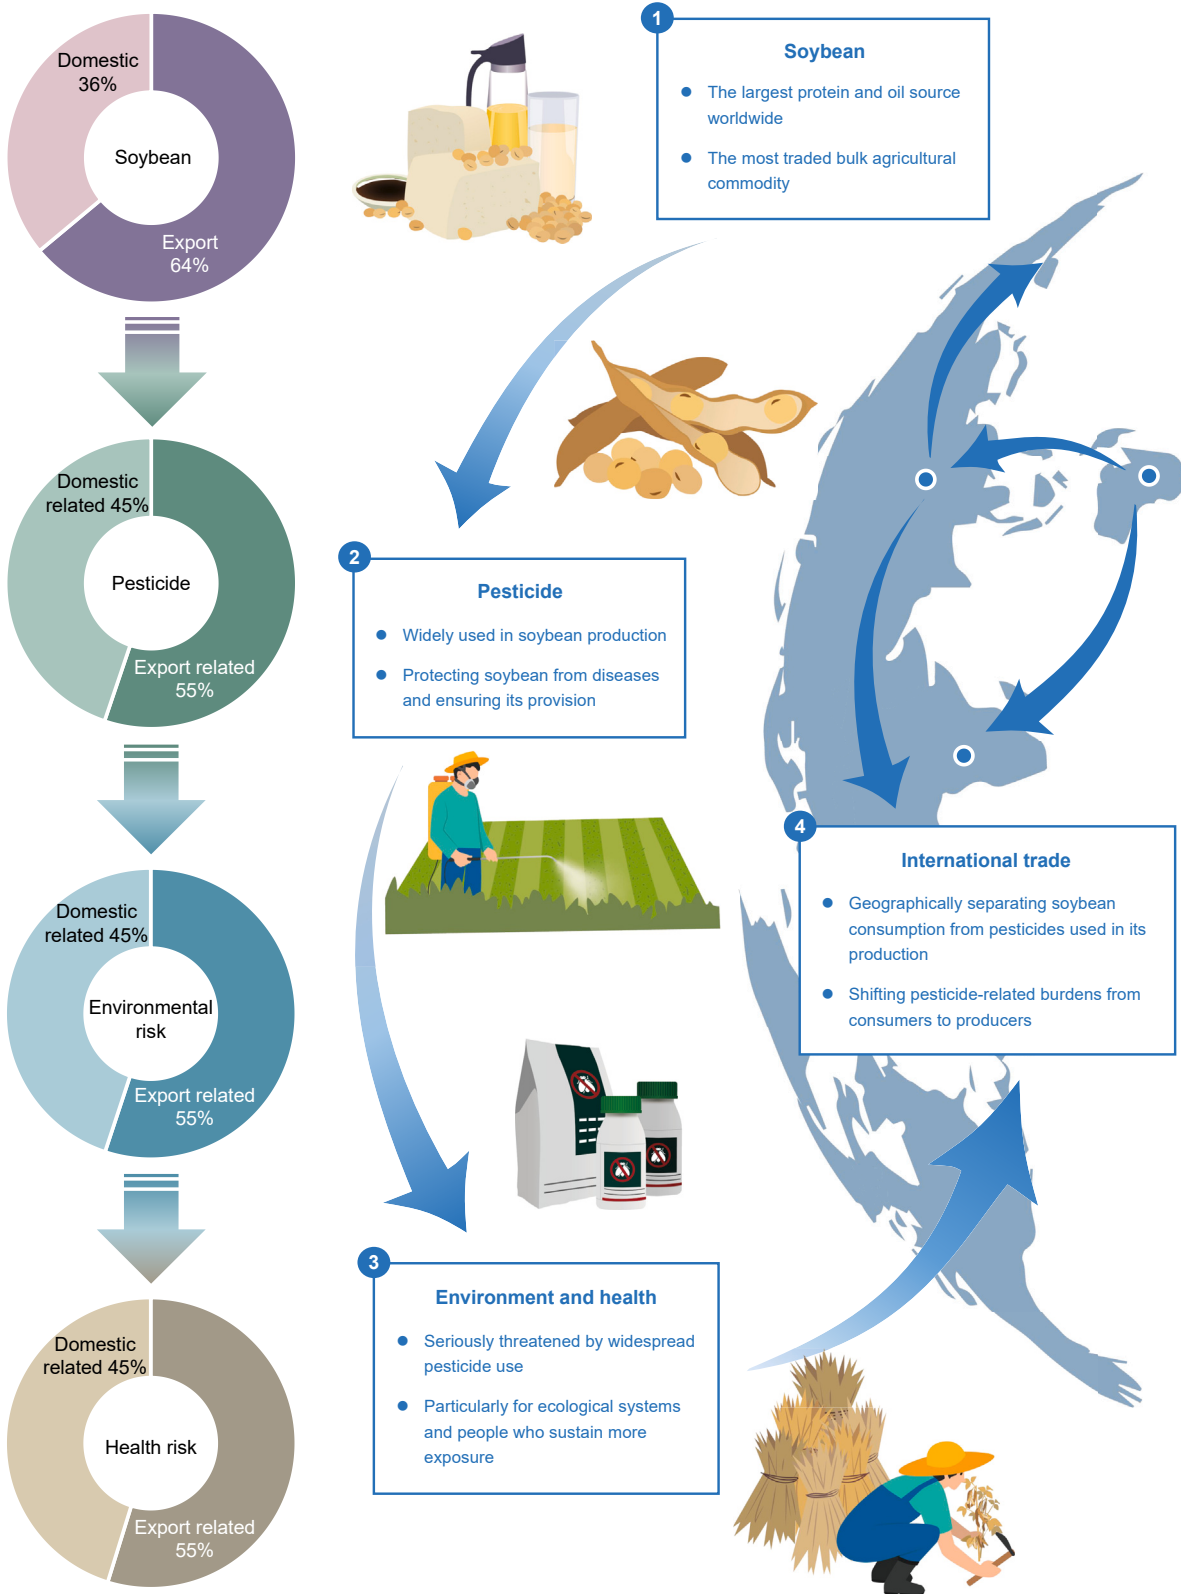 Domestic
36%
Soybean
Export
64%
Domestic
related 45%
Pesticide
Export related
55%
Domestic
related 45%
Environmental
risk
Export related
55%
Domestic
related 45%
Health risk
Export related
55%
1
Soybean
The largest protein and oil source
worldwide
The most traded bulk agricultural
commodity
2
Pesticide
Widely used in soybean production
Protecting soybean from diseases
and ensuring its provision
3
Environment and health
Seriously threatened by widespread
pesticide use
Particularly for ecological systems
and people who sustain more
exposure
4
International trade
Geographically separating soybean
consumption from pesticides used in its
production
Shifting pesticide-related burdens from
consumers to producers